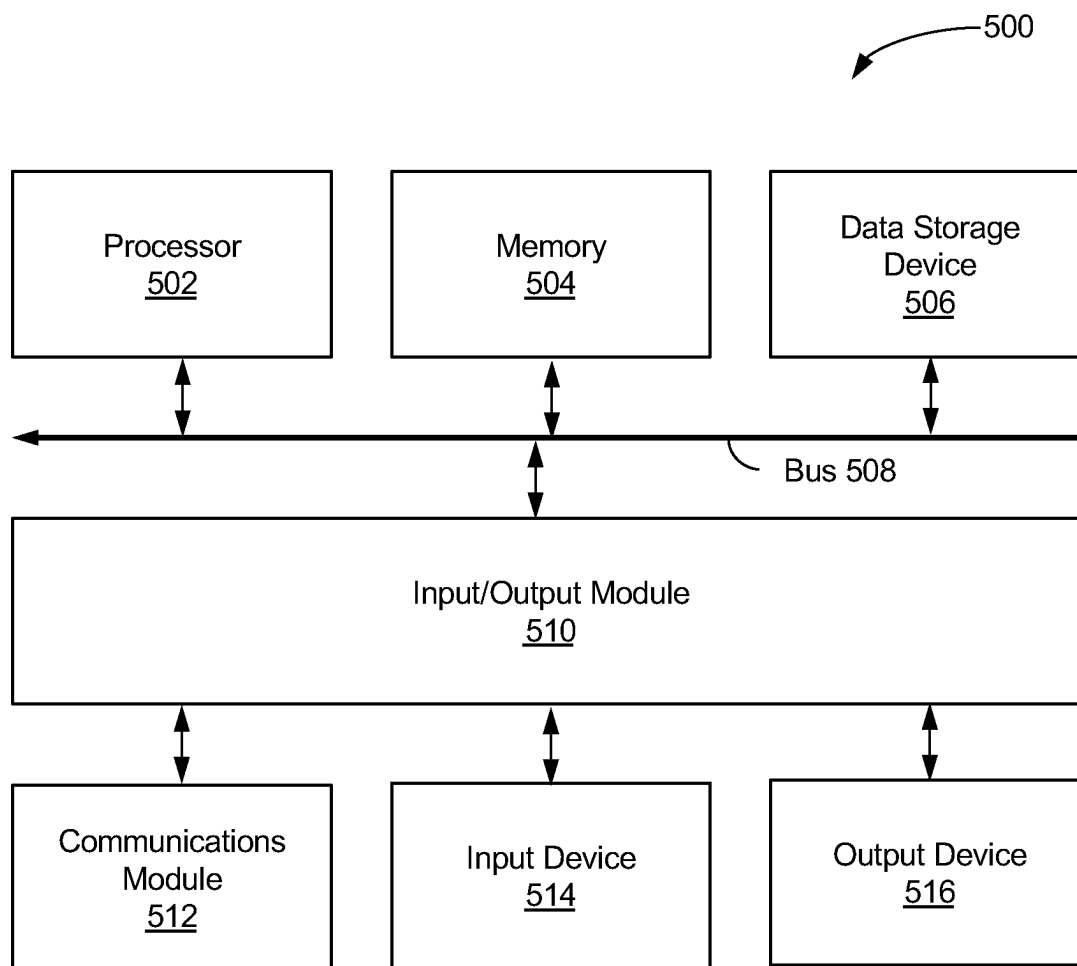 500
Processor
502
Memory
504
Data Storage
Device
506
Bus 508
Input/Output Module
510
Communications
Module
512
Input Device
514
Output Device
516